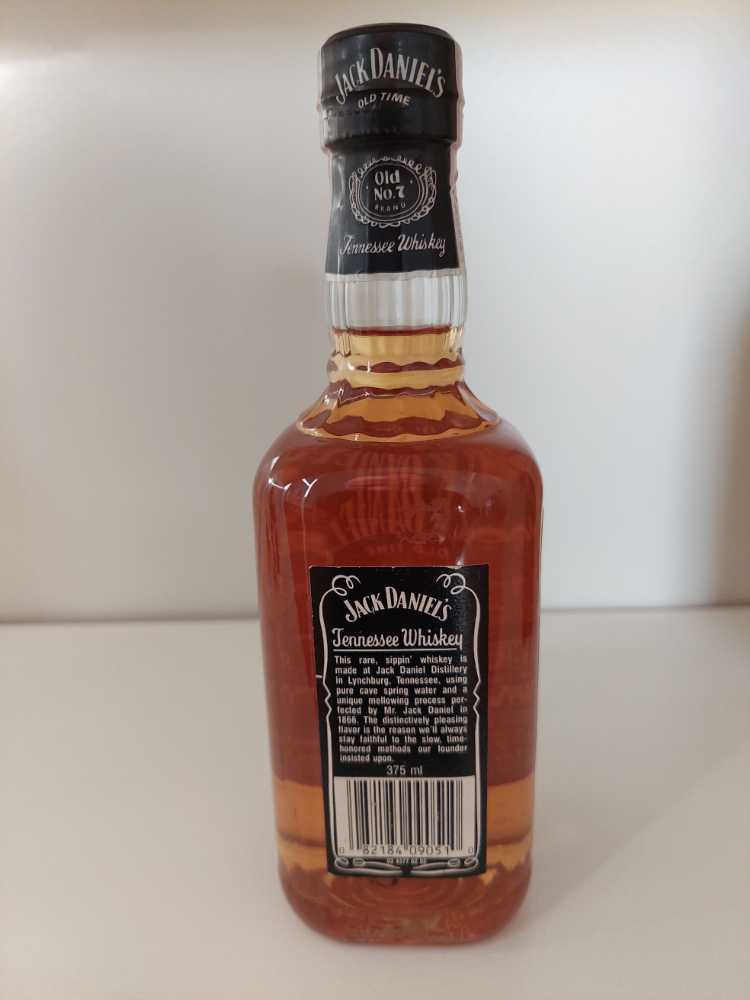 JACK DANIEL'S
OLD TIME
Old
No.7
BRAND
Tennessee Whiskey
JACK DANIEL'S
Tennessee Whiskey
This rare, sippin' whiskey is
made at Jack Daniel Distillery
in Lynchburg, Tennessee, using
pure cave spring water and a
unique mellowing process per-
fected by Mr. Jack Daniel in
1866. The distinctively pleasing
flavor is the reason we'll always
stay faithful to the slow, time-
honored methods our founder
insisted upon.
375 ml
0 82184 09051 0